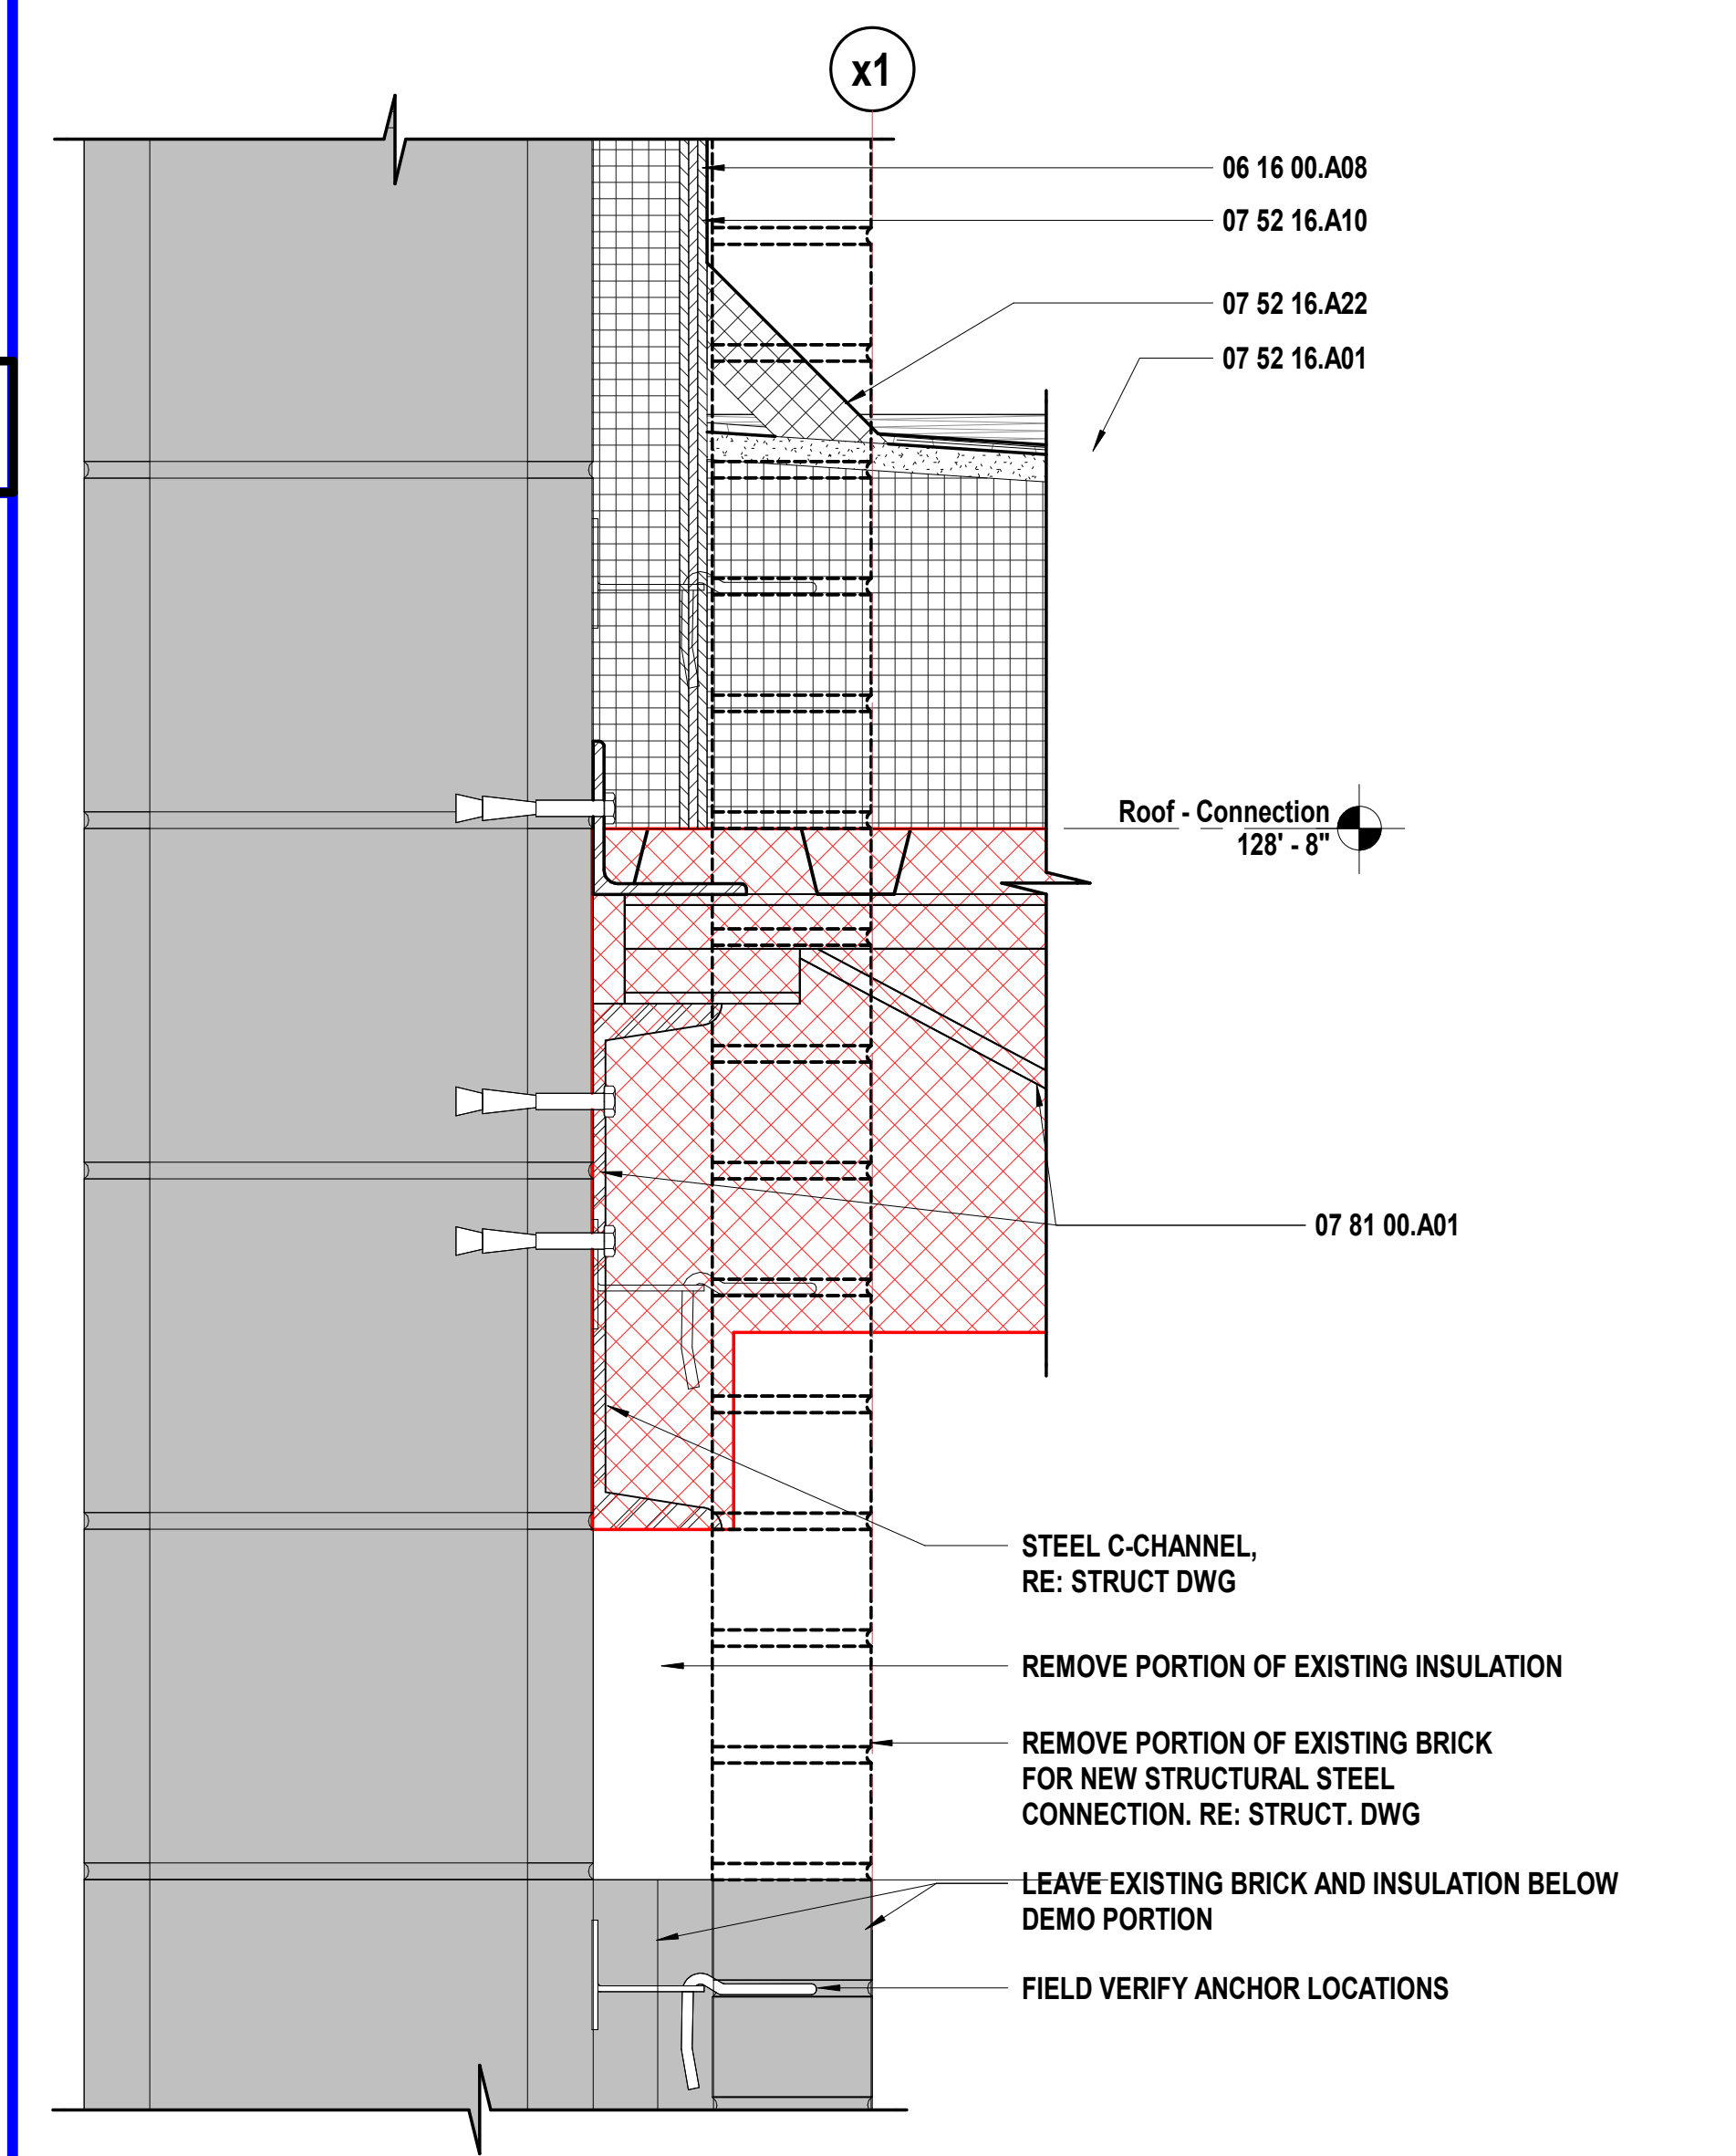 x1
06 16 00.A08
07 52 16.A10
07 52 16.A22
07 52 16.A01
Roof - Connection
128' - 8"
07 81 00.A01
STEEL C-CHANNEL,
RE: STRUCT DWG
REMOVE PORTION OF EXISTING INSULATION
REMOVE PORTION OF EXISTING BRICK
FOR NEW STRUCTURAL STEEL
CONNECTION. RE: STRUCT. DWG
LEAVE EXISTING BRICK AND INSULATION BELOW
DEMO PORTION
FIELD VERIFY ANCHOR LOCATIONS